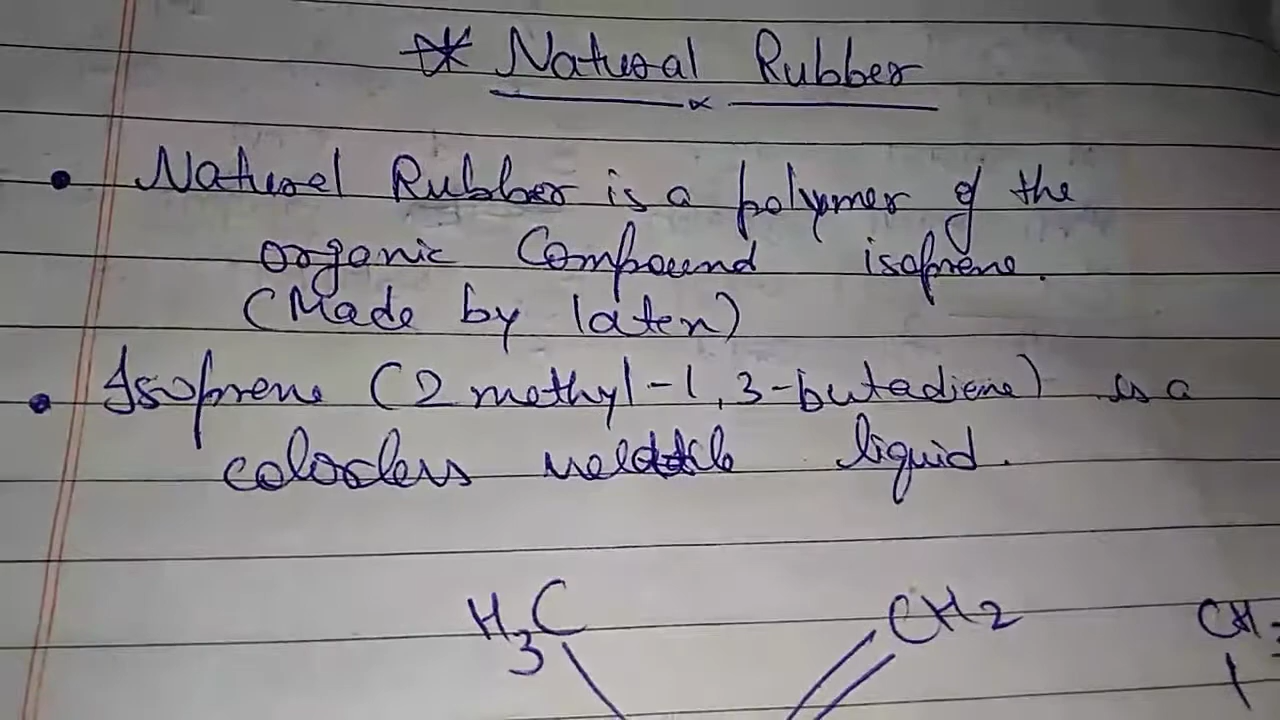 * Natural Rubber
• Natural Rubber is a polymer of the
organic Compound isoprene.
(Made by latex)
• Isoprene (2 methyl-1,3-butadiene) is a
colorless liquid.
H3C CH2 CH